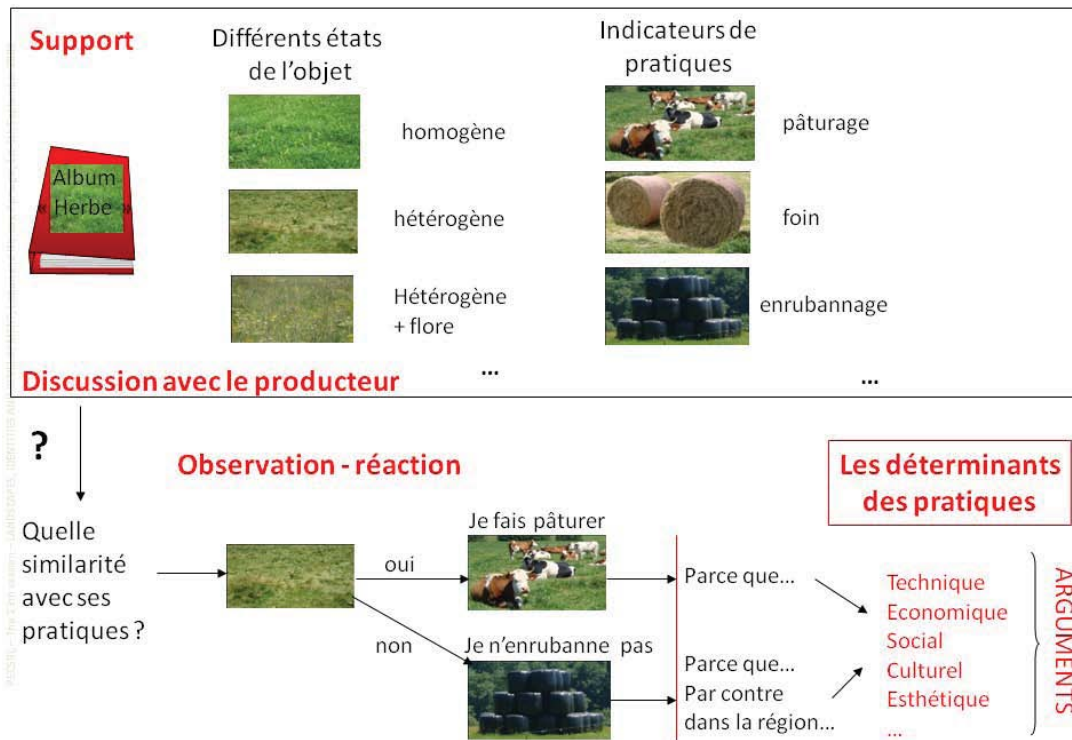 Support
Différents états
de l'objet
Indicateurs de
pratiques
Album
« Herbe »
homogène
pâturage
hétérogène
foin
Hétérogène
+ flore
enrubannage
...
...
Discussion avec le producteur
?
Observation - réaction
Les déterminants
des pratiques
Quelle
similarité
avec ses
pratiques ?
oui
non
Je fais pâturer
Je n'enrubanne pas
Parce que...
Parce que...
Par contre
dans la région...
Technique
Economique
Social
Culturel
Esthétique
...
ARGUMENTS